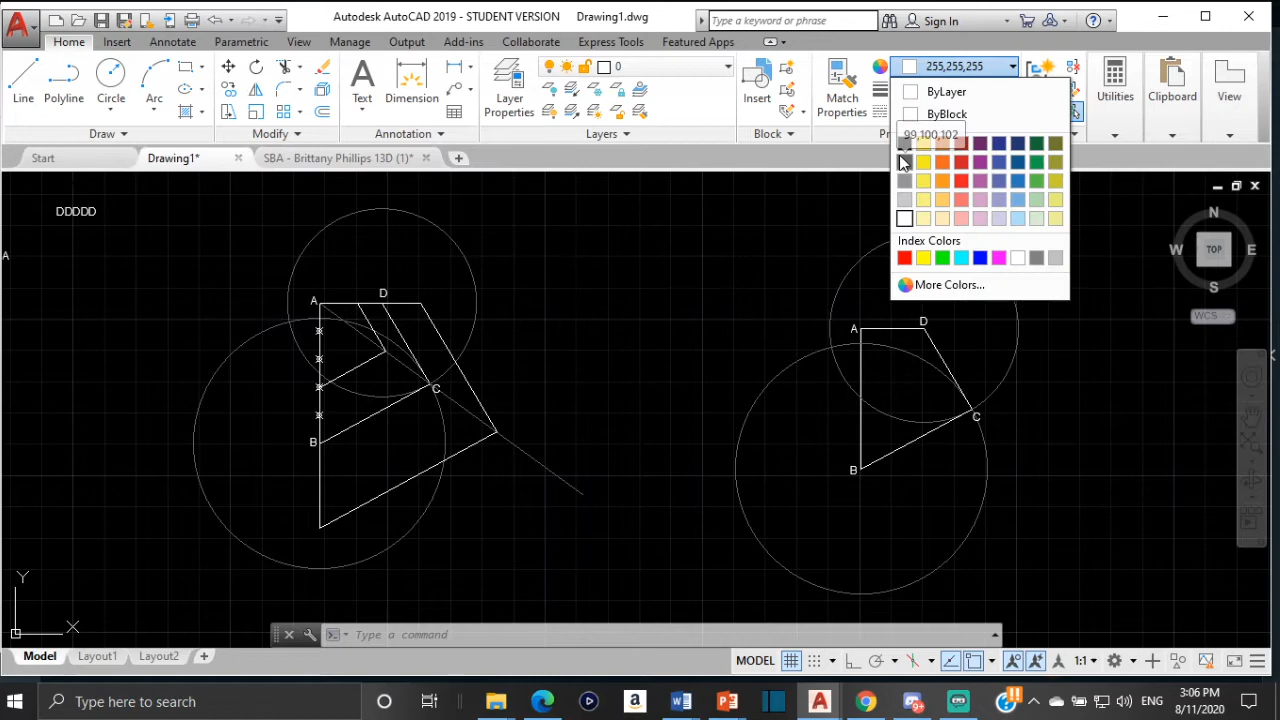 Autodesk AutoCAD 2019 - STUDENT VERSION Drawing1.dwg
Type a keyword or phrase
Sign In
Home Insert Annotate Parametric View Manage Output Add-ins Collaborate Express Tools Featured Apps
0
255,255,255
Line Polyline Circle Arc
Text Dimension
Layer Properties
Insert
Match Properties
Utilities Clipboard View
ByLayer
ByBlock
99,100,102
Draw Modify Annotation Layers Block
Start Drawing1* SBA - Brittany Phillips 13D (1)*
DDDDD
A
Index Colors
More Colors...
N
W TOP E
S
WCS
A D
C
B
A D
C
B
Y
X
Type a command
Model Layout1 Layout2
MODEL 1:1
Type here to search
ENG
3:06 PM
8/11/2020